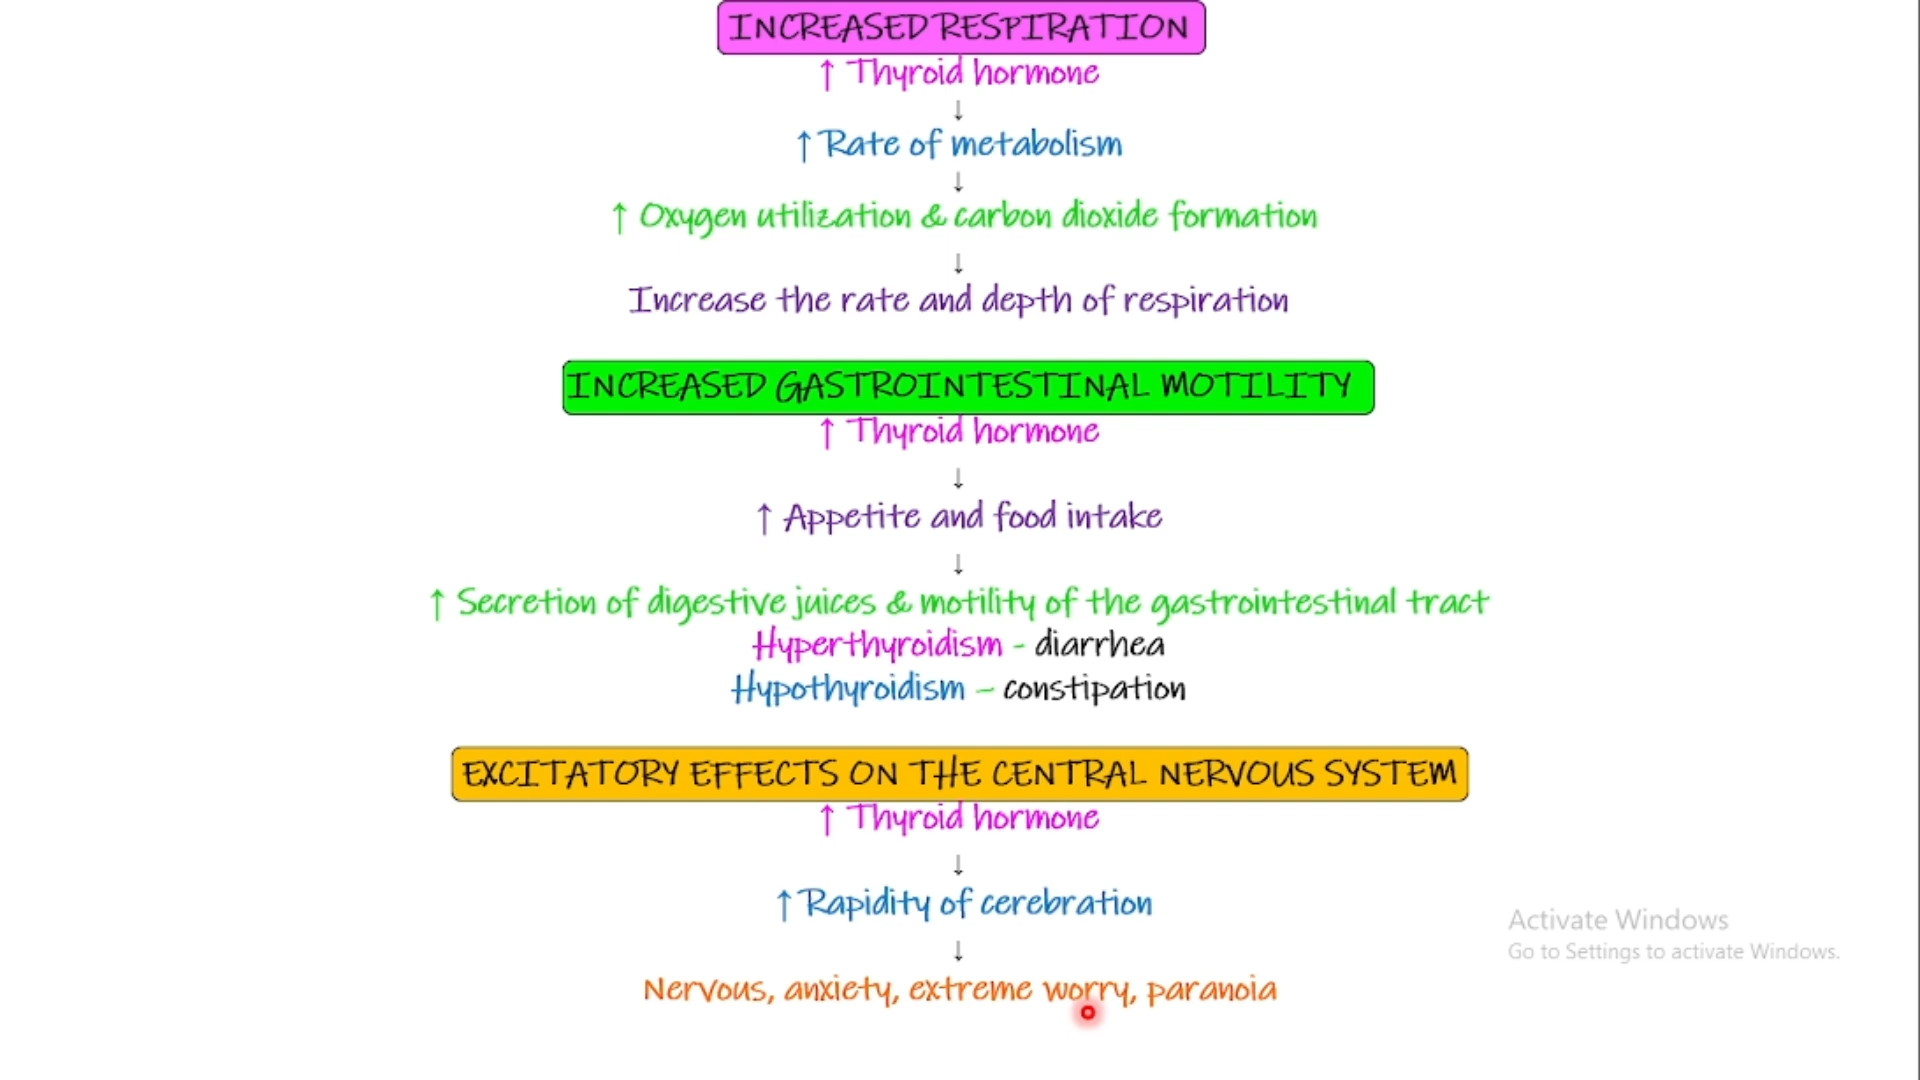 INCREASED RESPIRATION
↑ Thyroid hormone
↓
↑ Rate of metabolism
↓
↑ Oxygen utilization & carbon dioxide formation
↓
Increase the rate and depth of respiration
INCREASED GASTROINTESTINAL MOTILITY
↑ Thyroid hormone
↓
↑ Appetite and food intake
↓
↑ Secretion of digestive juices & motility of the gastrointestinal tract
Hyperthyroidism - diarrhea
Hypothyroidism – constipation
EXCITATORY EFFECTS ON THE CENTRAL NERVOUS SYSTEM
↑ Thyroid hormone
↓
↑ Rapidity of cerebration
↓
Nervous, anxiety, extreme worry, paranoia
Activate Windows
Go to Settings to activate Windows.